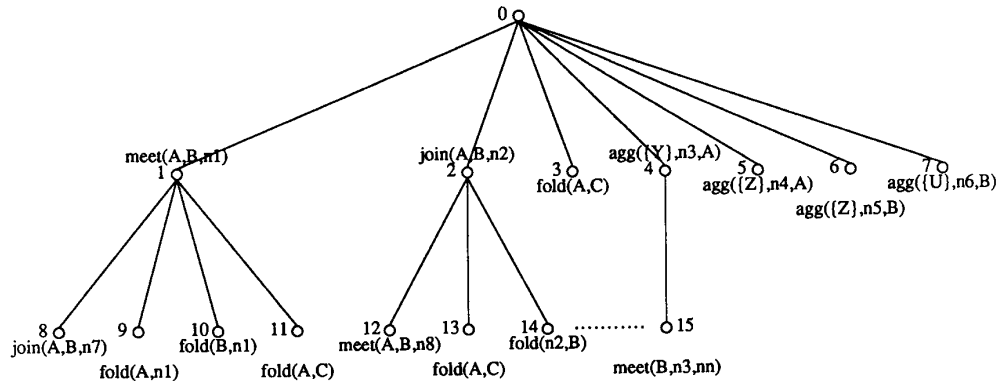 0
meet(A,B,n1)
1
join(A,B,n2)
2
3
fold(A,C)
agg({Y},n3,A)
4
5
agg({Z},n4,A)
6
agg({Z},n5,B)
7
agg({U},n6,B)
8
join(A,B,n7)
9
fold(A,n1)
10
fold(B,n1)
11
fold(A,C)
12
meet(A,B,n8)
13
fold(A,C)
14
fold(n2,B)
15
meet(B,n3,nn)